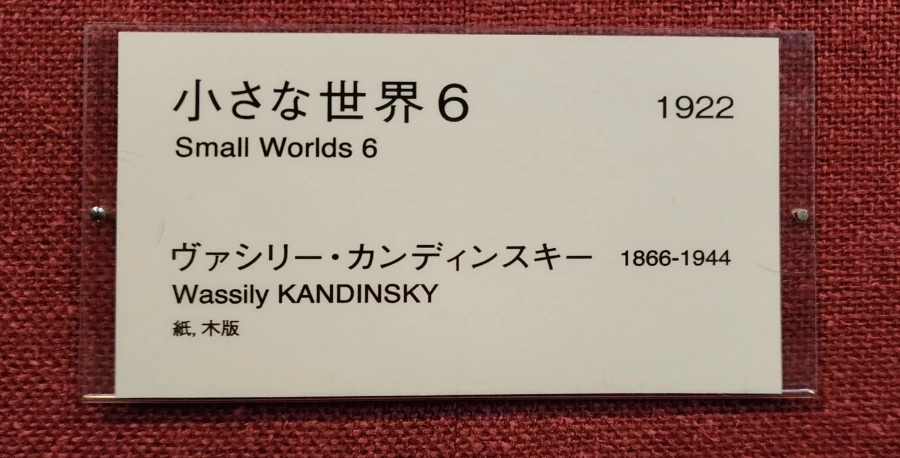 小さな世界6 1922
Small Worlds 6
ヴァシリー・カンディンスキー 1866-1944
Wassily KANDINSKY
紙, 木版